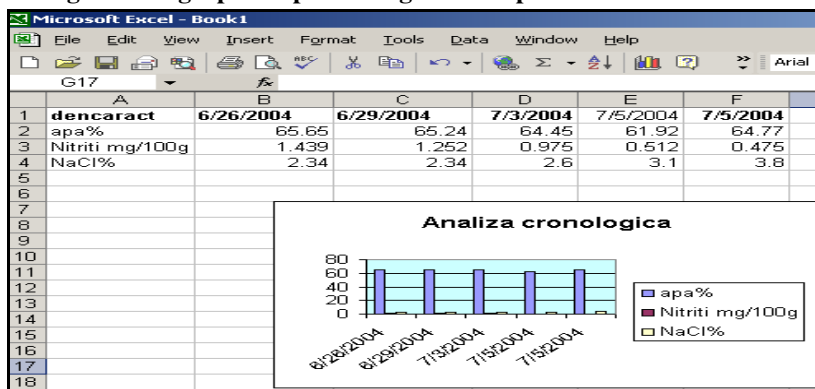 Microsoft Excel - Book1
File Edit View Insert Format Tools Data Window Help
Arial
G17 fx
A B C D E F
1 dencaract 6/26/2004 6/29/2004 7/3/2004 7/5/2004 7/5/2004
2 apa% 65.65 65.24 64.45 61.92 64.77
3 Nitriti mg/100g 1.439 1.252 0.975 0.512 0.475
4 NaCl% 2.34 2.34 2.6 3.1 3.8
5
6
7
8
9
10
11
12
13
14
15
16
17
18
Analiza cronologica
80
60
40
20
0
6/26/2004 6/29/2004 7/3/2004 7/5/2004 7/5/2004
apa%
Nitriti mg/100g
NaCl%